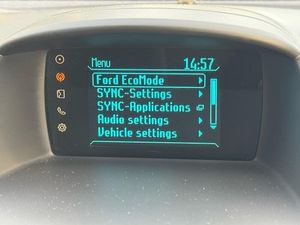 Menu 14:57
Ford EcoMode
SYNC-Settings
SYNC-Applications
Audio settings
Vehicle settings